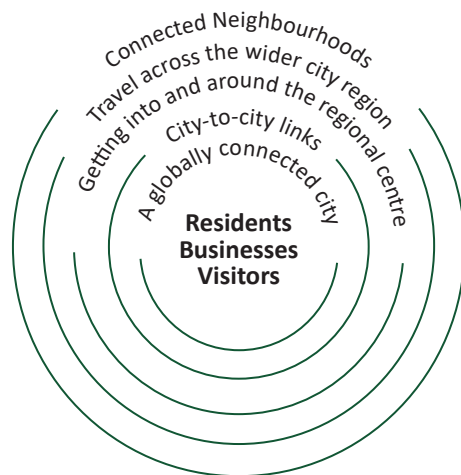 Connected Neighbourhoods
Travel across the wider city region
Getting into and around the regional centre
City-to-city links
A globally connected city
Residents
Businesses
Visitors